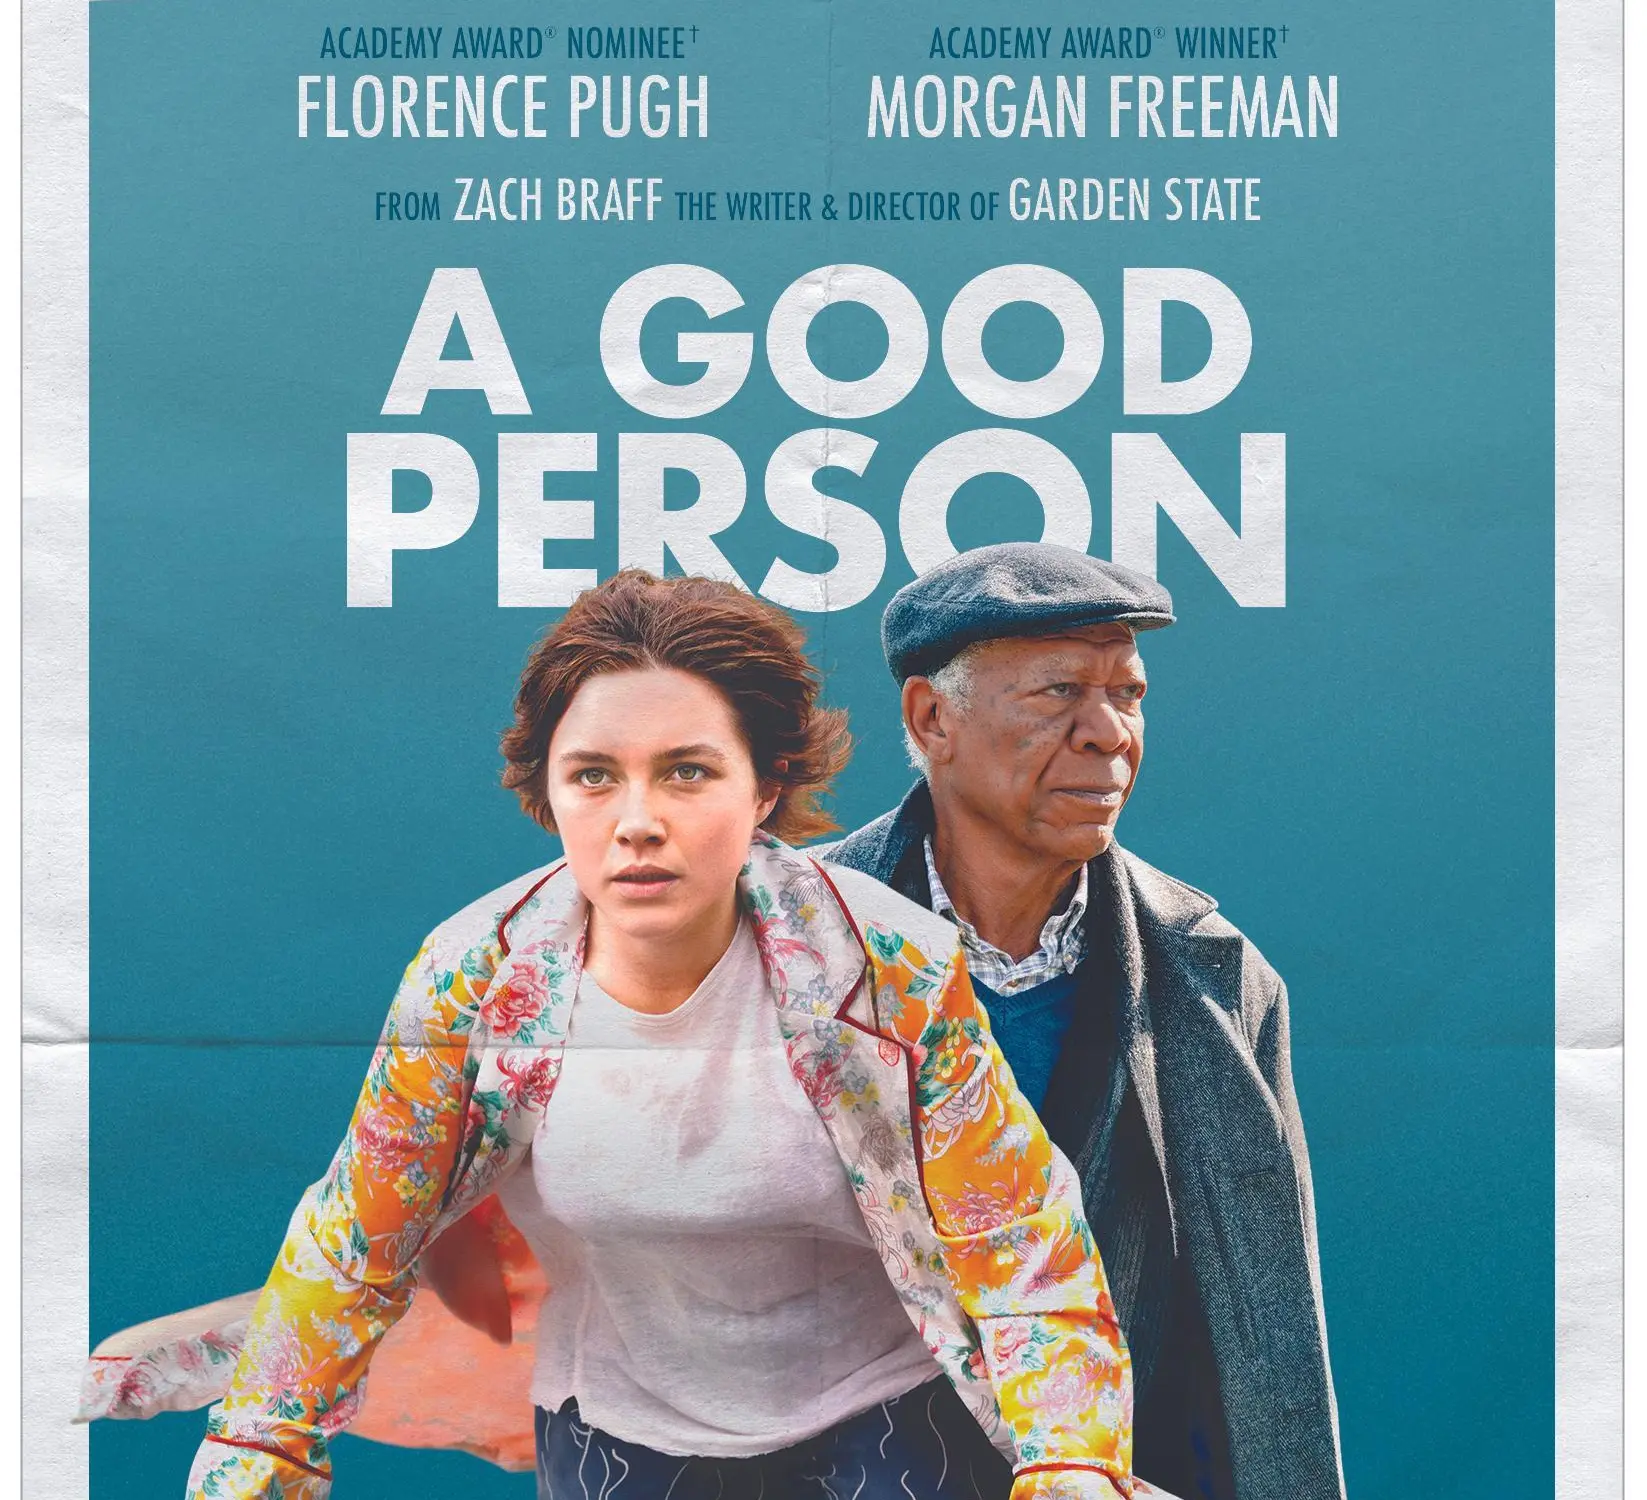 ACADEMY AWARD® NOMINEE† ACADEMY AWARD® WINNER†
FLORENCE PUGH MORGAN FREEMAN
FROM ZACH BRAFF THE WRITER & DIRECTOR OF GARDEN STATE
A GOOD
PERSON